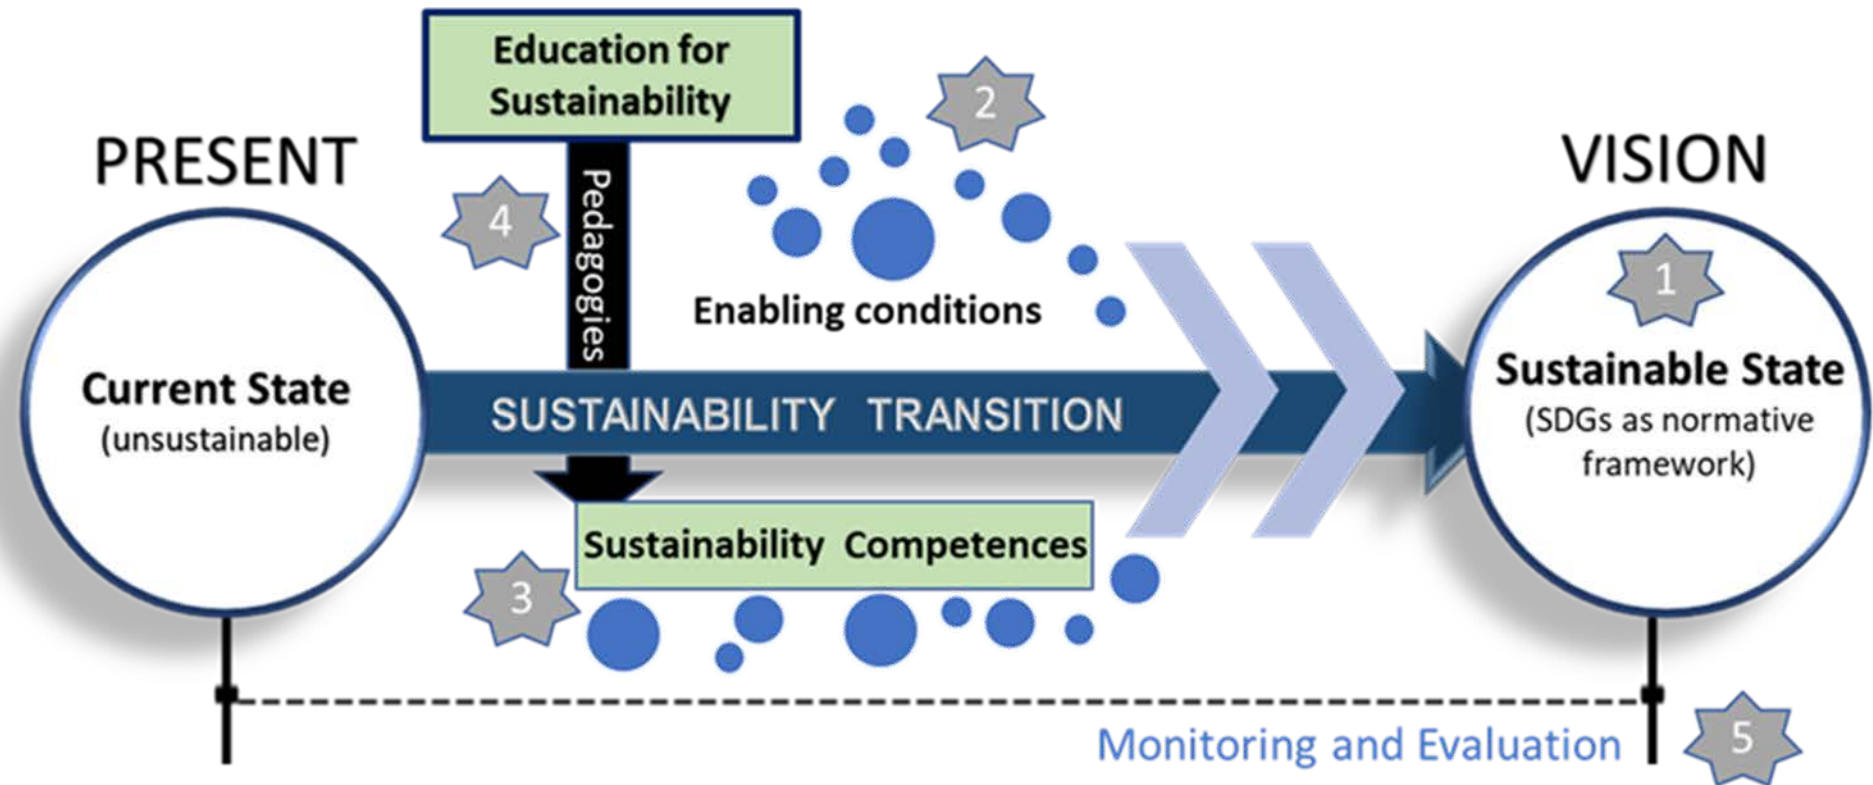 Education for
Sustainability
2
PRESENT
VISION
4
Pedagogies
1
Enabling conditions
Current State
(unsustainable)
SUSTAINABILITY TRANSITION
Sustainable State
(SDGs as normative
framework)
Sustainability Competences
3
Monitoring and Evaluation
5